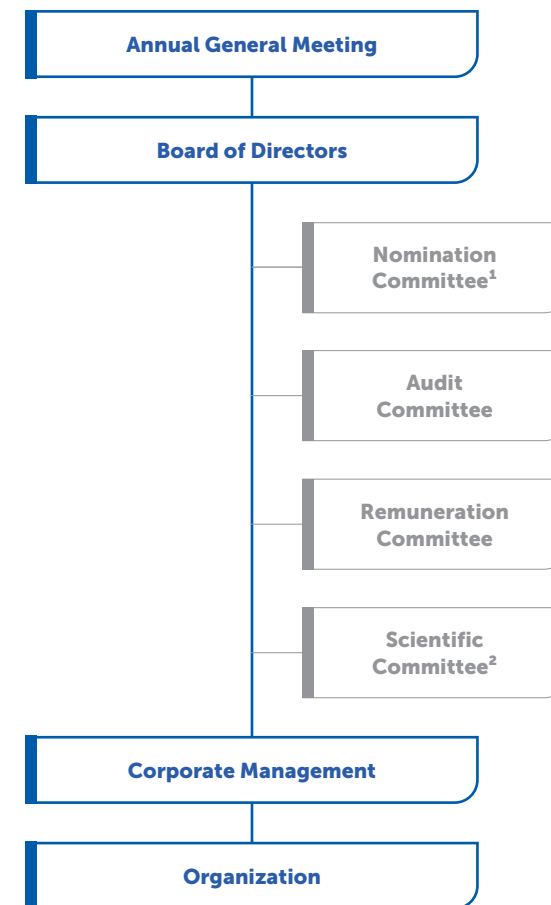 Annual General Meeting
Board of Directors
Nomination
Committee¹
Audit
Committee
Remuneration
Committee
Scientific
Committee²
Corporate Management
Organization